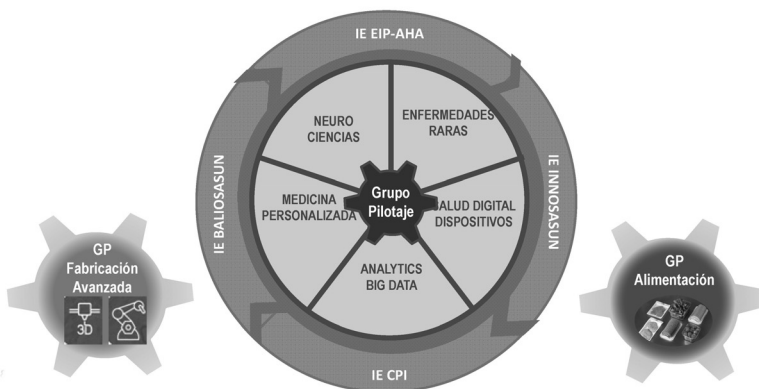 IE EIP-AHA
NEURO
CIENCIAS
ENFERMEDADES
RARAS
IE BALIOSASUN
IE INNOSASUN
MEDICINA
PERSONALIZADA
Grupo
Pilotaje
SALUD DIGITAL
DISPOSITIVOS
ANALYTICS
BIG DATA
IE CPI
GP
Fabricación
Avanzada
3D
GP
Alimentación